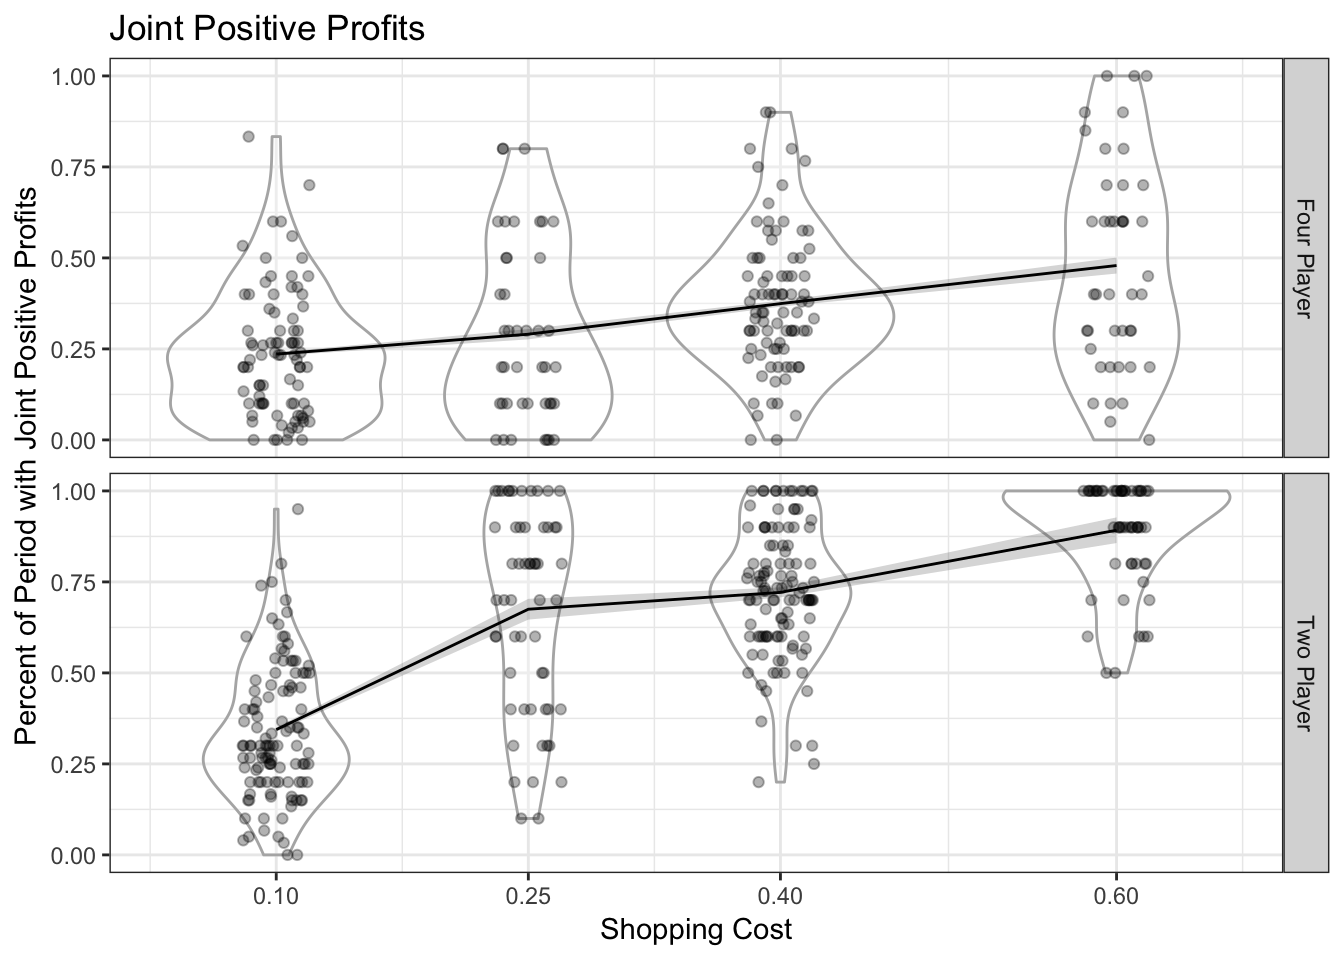 Joint Positive Profits
Percent of Period with Joint Positive Profits
1.00
0.75
0.50
0.25
0.00
Four Player
1.00
0.75
0.50
0.25
0.00
Two Player
0.10 0.25 0.40 0.60
Shopping Cost